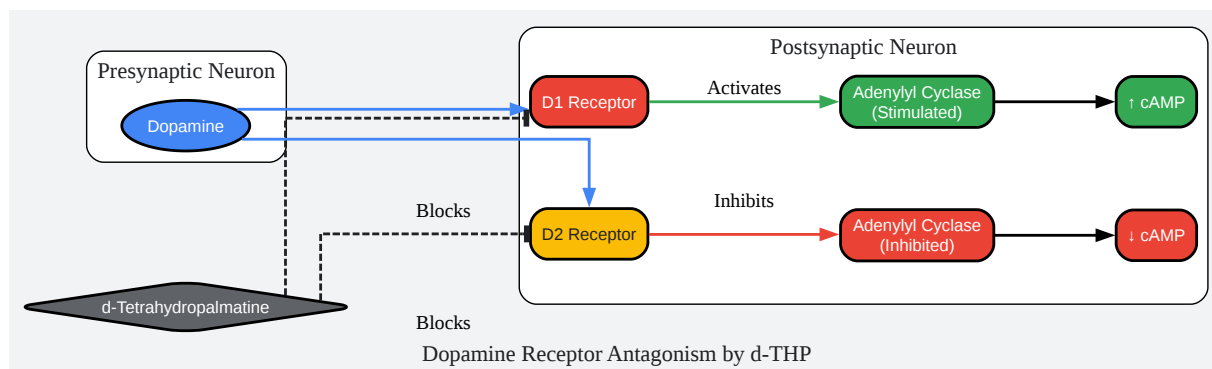 Postsynaptic Neuron
Presynaptic Neuron
Dopamine
D1 Receptor
Activates
Adenylyl Cyclase
(Stimulated)
↑ cAMP
Blocks
D2 Receptor
Inhibits
Adenylyl Cyclase
(Inhibited)
↓ cAMP
d-Tetrahydropalmatine
Blocks
Dopamine Receptor Antagonism by d-THP